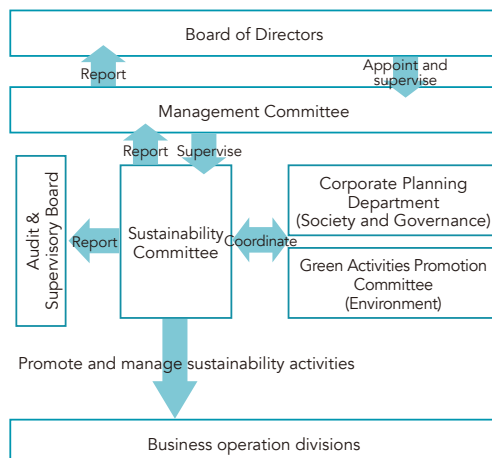 Board of Directors
Report
Appoint and
supervise
Management Committee
Report
Supervise
Audit &
Supervisory Board
Report
Sustainability
Committee
Coordinate
Corporate Planning
Department
(Society and Governance)
Green Activities Promotion
Committee
(Environment)
Promote and manage sustainability activities
Business operation divisions